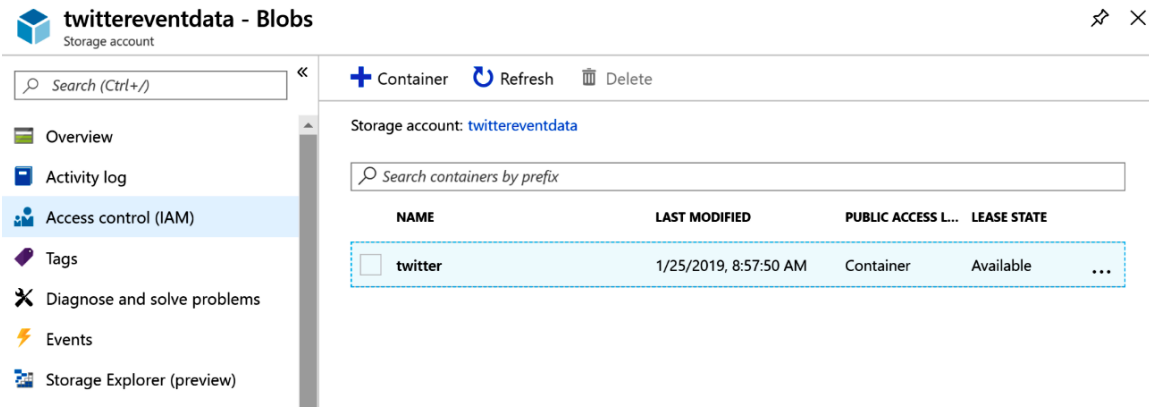 twittereventdata - Blobs
Storage account
Search (Ctrl+/)
«
Overview
Activity log
Access control (IAM)
Tags
Diagnose and solve problems
Events
Storage Explorer (preview)
+ Container Refresh Delete
Storage account: twittereventdata
Search containers by prefix
NAME LAST MODIFIED PUBLIC ACCESS L... LEASE STATE
twitter 1/25/2019, 8:57:50 AM Container Available ...